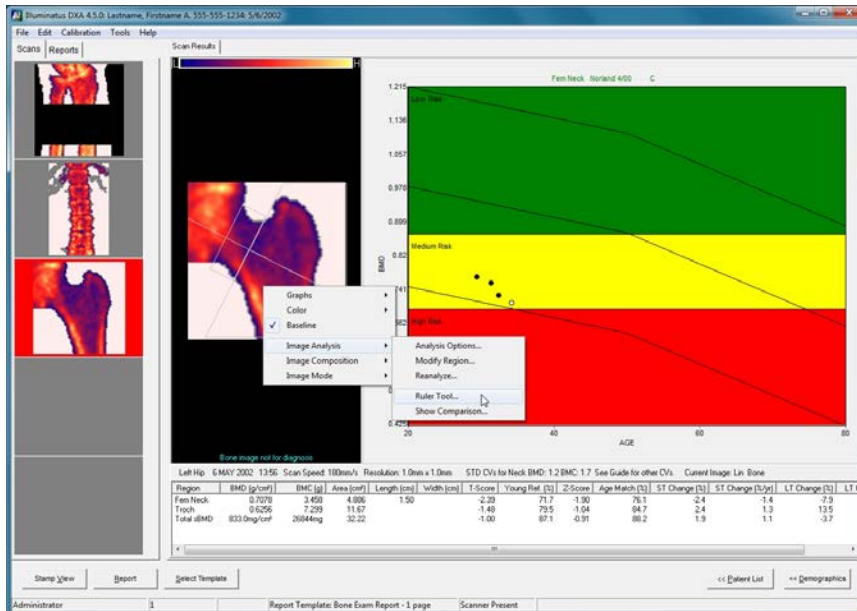 Illuminatus DXA 4.5.0: Lastname, Firstname A. 555-555-1234: 5/6/2002
File Edit Calibration Tools Help
Scans Reports
Scan Results
L H
Fem Neck Norland 4/00 C
1.215
1.136
1.057
0.978
0.899
0.82
BMD
Low Risk
Medium Risk
High Risk
Graphs
Color
Baseline
Image Analysis
Image Composition
Image Mode
Analysis Options...
Modify Region...
Reanalyze...
Ruler Tool...
Show Comparison...
20 40 60 80
AGE
Bone image not for diagnosis
Left Hip 6 MAY 2002 13:56 Scan Speed: 180mm/s Resolution: 1.0mm x 1.0mm STD CVs for Neck BMD: 1.2 BMC: 1.7 See Guide for other CVs. Current Image: Lin Bone
Region BMD (g/cm²) BMC (g) Area (cm²) Length (cm) Width (cm) T-Score Young Ref. (%) Z-Score Age Match (%) ST Change (%) ST Change (%/yr) LT Change (%) LT
Fem Neck 0.7078 3.458 4.886 1.50 -2.39 71.7 -1.90 76.1 -2.4 -1.4 -7.9
Troch 0.6256 7.299 11.67 -1.48 79.5 -1.04 84.7 2.4 1.3 13.5
Total sBMD 833.0mg/cm² 26844mg 32.22 -1.00 87.1 -0.91 88.2 1.9 1.1 -3.7
Stamp View Report Select Template << Patient List << Demographics
Administrator 1 Report Template: Bone Exam Report - 1 page Scanner Present